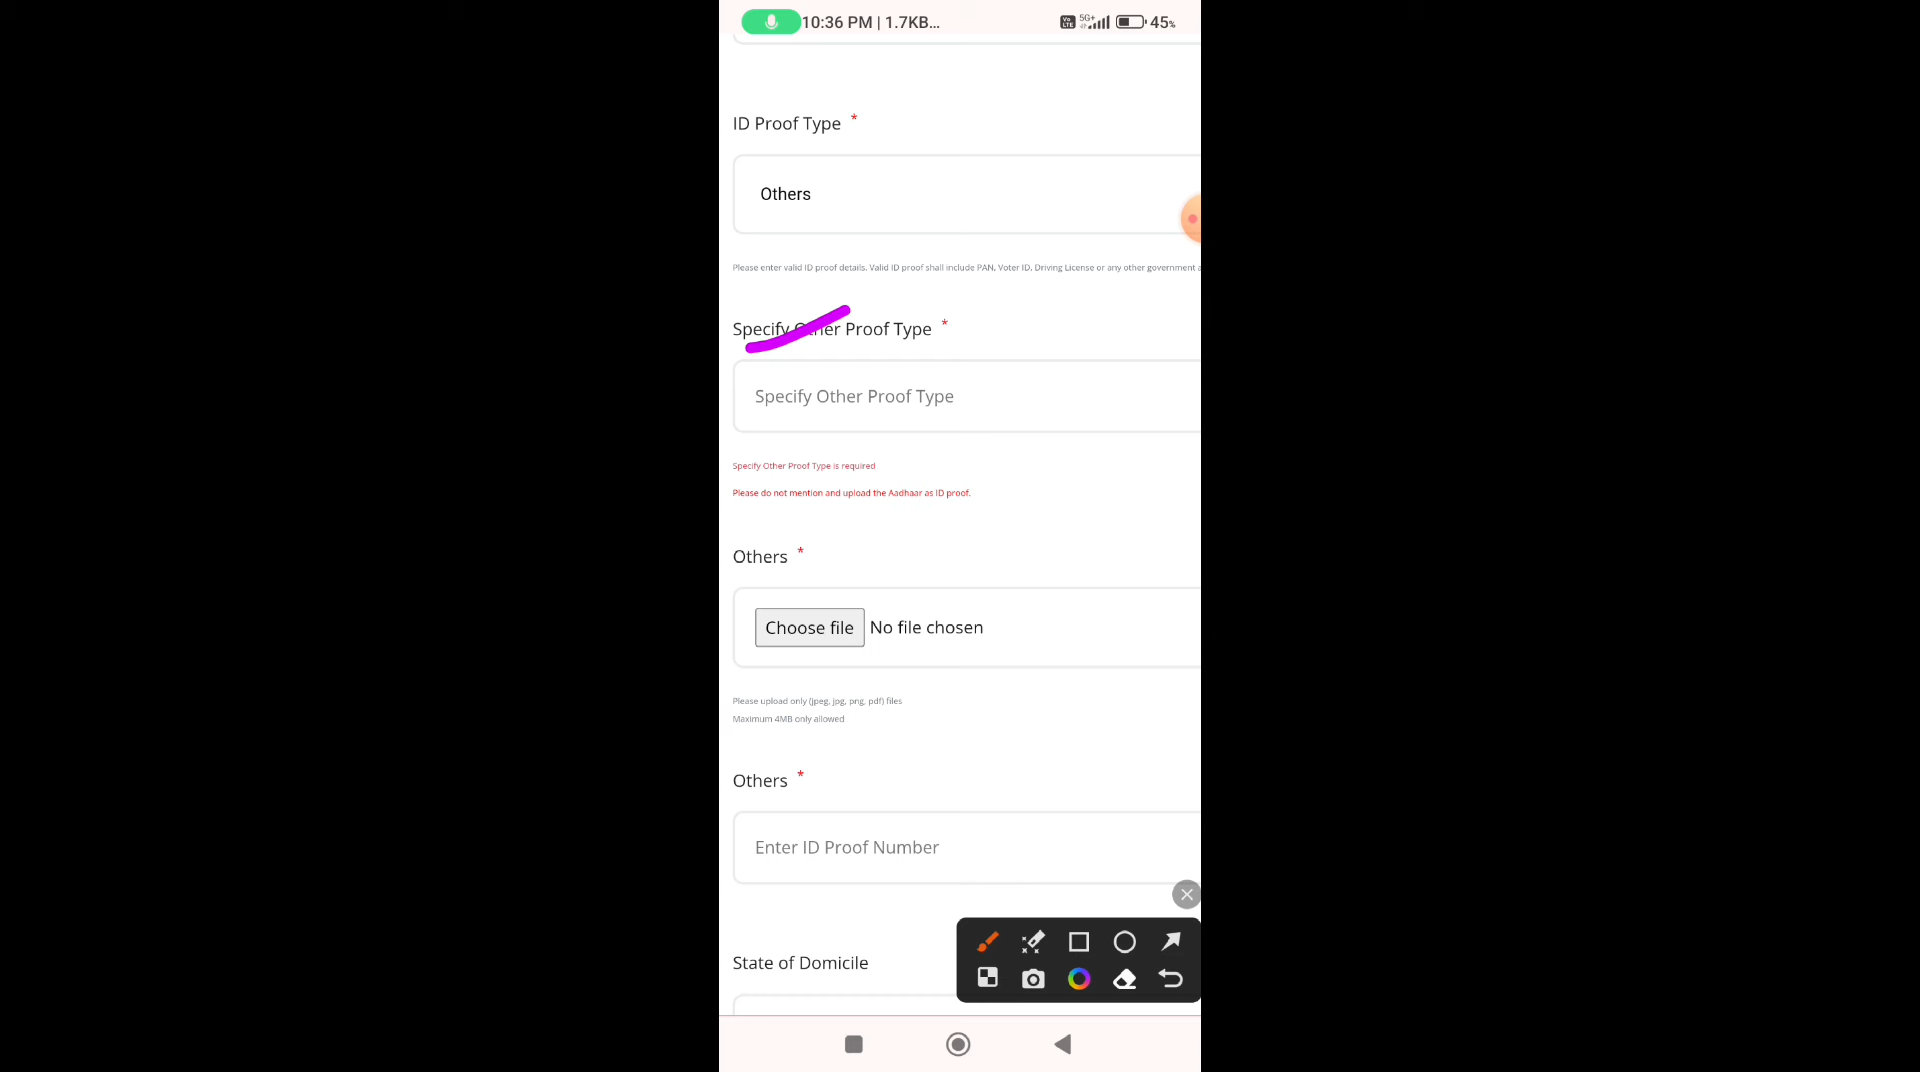 10:36 PM | 1.7KB...
Vo LTE 5G+ 45%
ID Proof Type *
Others
Please enter valid ID proof details. Valid ID proof shall include PAN, Voter ID, Driving License or any other government a
Specify Other Proof Type *
Specify Other Proof Type
Specify Other Proof Type is required
Please do not mention and upload the Aadhaar as ID proof.
Others *
Choose file No file chosen
Please upload only (jpeg, jpg, png, pdf) files
Maximum 4MB only allowed
Others *
Enter ID Proof Number
State of Domicile